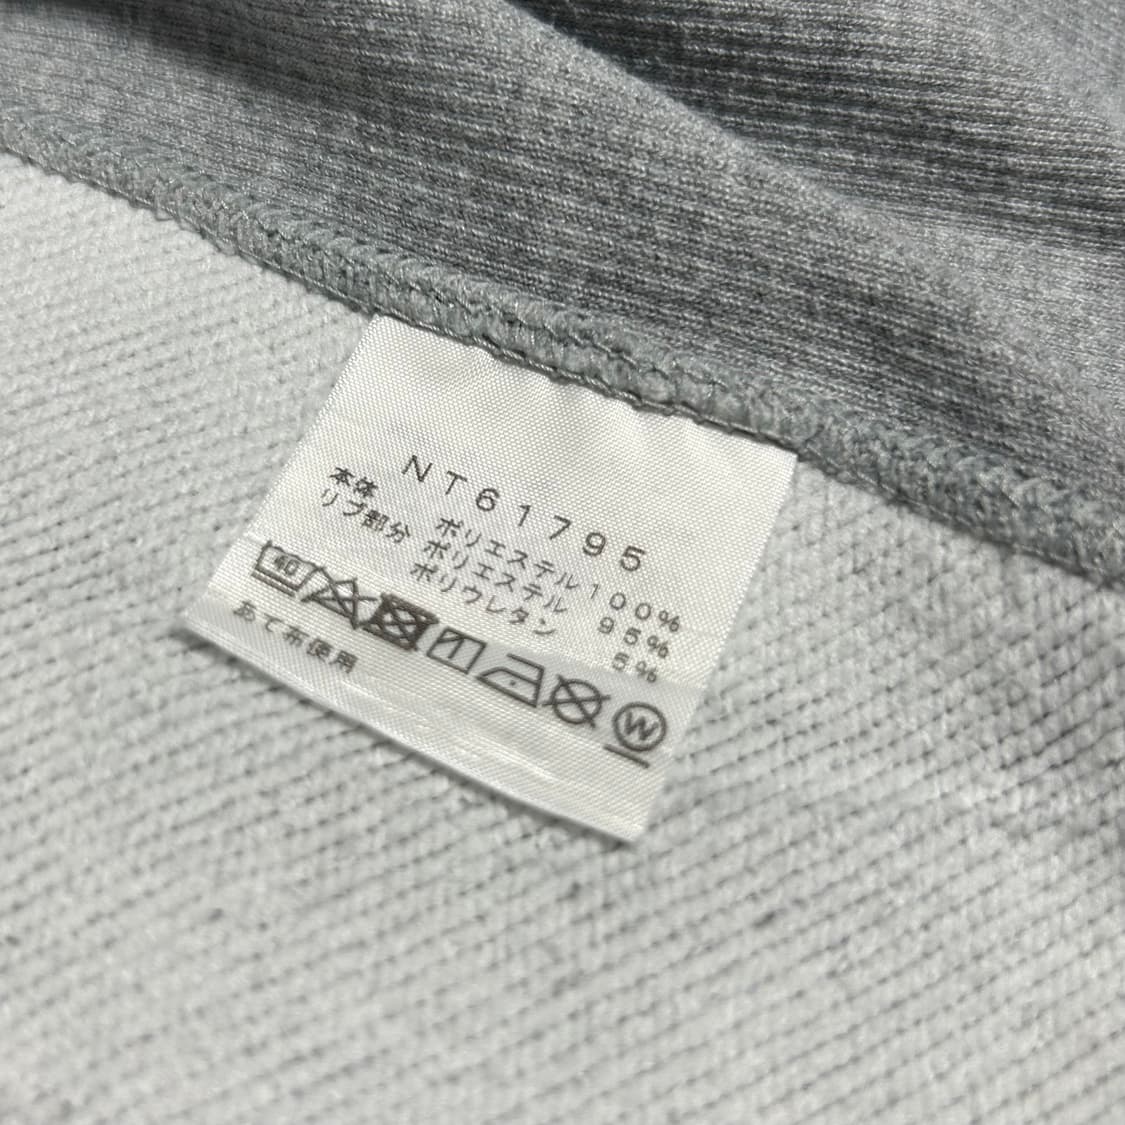 NT61795
本体 ポリエステル100%
リブ部分 ポリエステル 95%
ポリウレタン 5%
40 W
あて布使用